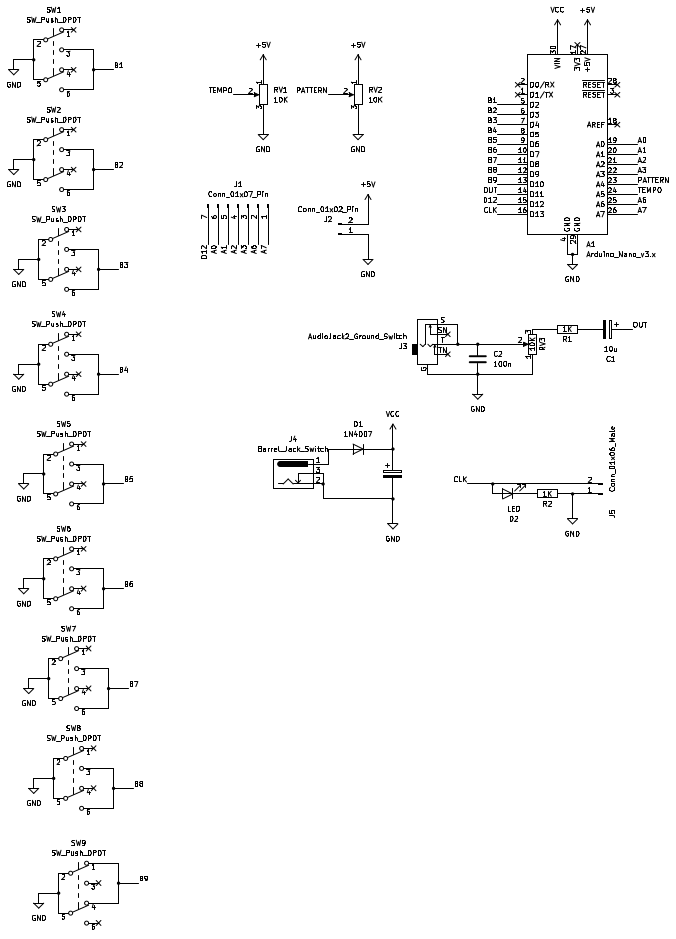 SW1
SW_Push_DPDT
2
1
3
5
4
6
GND
B1
SW2
SW_Push_DPDT
2
1
3
5
4
6
GND
B2
SW3
SW_Push_DPDT
2
1
3
5
4
6
GND
B3
SW4
SW_Push_DPDT
2
1
3
5
4
6
GND
B4
SW5
SW_Push_DPDT
2
1
3
5
4
6
GND
B5
SW6
SW_Push_DPDT
2
1
3
5
4
6
GND
B6
SW7
SW_Push_DPDT
2
1
3
5
4
6
GND
B7
SW8
SW_Push_DPDT
2
1
3
5
4
6
GND
B8
SW9
SW_Push_DPDT
2
1
3
5
4
6
GND
B9
+5V
TEMPO
1
2
3
RV1
10K
GND
+5V
PATTERN
1
2
3
RV2
10K
GND
J1
Conn_01x07_Pin
7 6 5 4 3 2 1
D12 A0 A1 A2 A3 A6 A7
+5V
Conn_01x02_Pin
J2
2
1
GND
VCC
+5V
30 17 27
VIN 3V3 +5V
2 D0/RX
1 D1/TX
B1 5 D2
B2 6 D3
B3 7 D4
B4 8 D5
B5 9 D6
B6 10 D7
B7 11 D8
B8 12 D9
B9 13 D10
OUT 14 D11
D12 15 D12
CLK 16 D13
RESET 28
RESET 3
AREF 18
A0 19 A0
A1 20 A1
A2 21 A2
A3 22 A3
A4 23 PATTERN
A5 24 TEMPO
A6 25 A6
A7 26 A7
GND GND
4 29
A1
Arduino_Nano_v3.x
GND
AudioJack2_Ground_Switch
J3
S
SN
T
TN
G
C2
100n
GND
2
3
1
10K
RV3
1K
R1
+
10u
C1
OUT
J4
Barrel_Jack_Switch
1
3
2
D1
1N4007
VCC
+
GND
CLK
LED
D2
1K
R2
GND
2
1
Conn_01x06_Male
J5